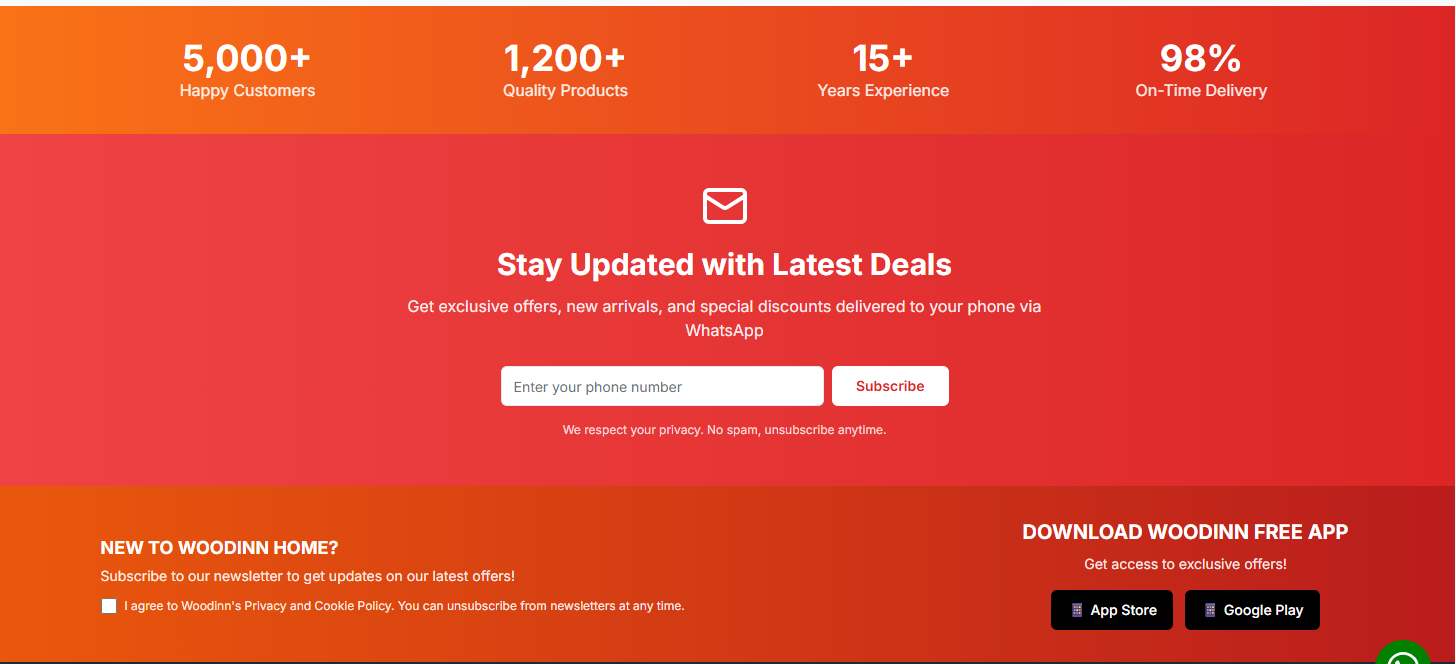 5,000+
Happy Customers
1,200+
Quality Products
15+
Years Experience
98%
On-Time Delivery
Stay Updated with Latest Deals
Get exclusive offers, new arrivals, and special discounts delivered to your phone via
WhatsApp
Enter your phone number
Subscribe
We respect your privacy. No spam, unsubscribe anytime.
NEW TO WOODINN HOME?
Subscribe to our newsletter to get updates on our latest offers!
I agree to Woodinn's Privacy and Cookie Policy. You can unsubscribe from newsletters at any time.
DOWNLOAD WOODINN FREE APP
Get access to exclusive offers!
App Store
Google Play